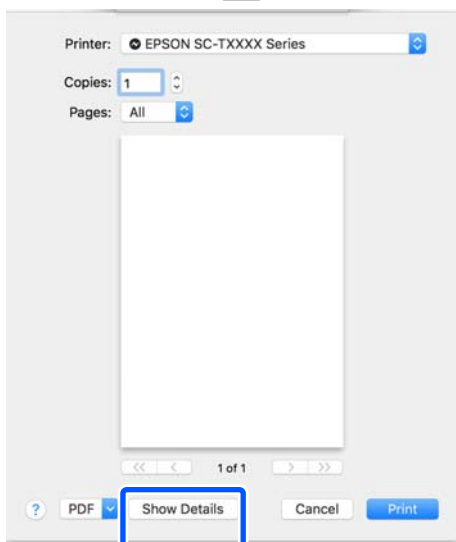 Printer: EPSON SC-TXXXX Series
Copies: 1
Pages: All
<< < 1 of 1 > >>
? PDF Show Details Cancel Print